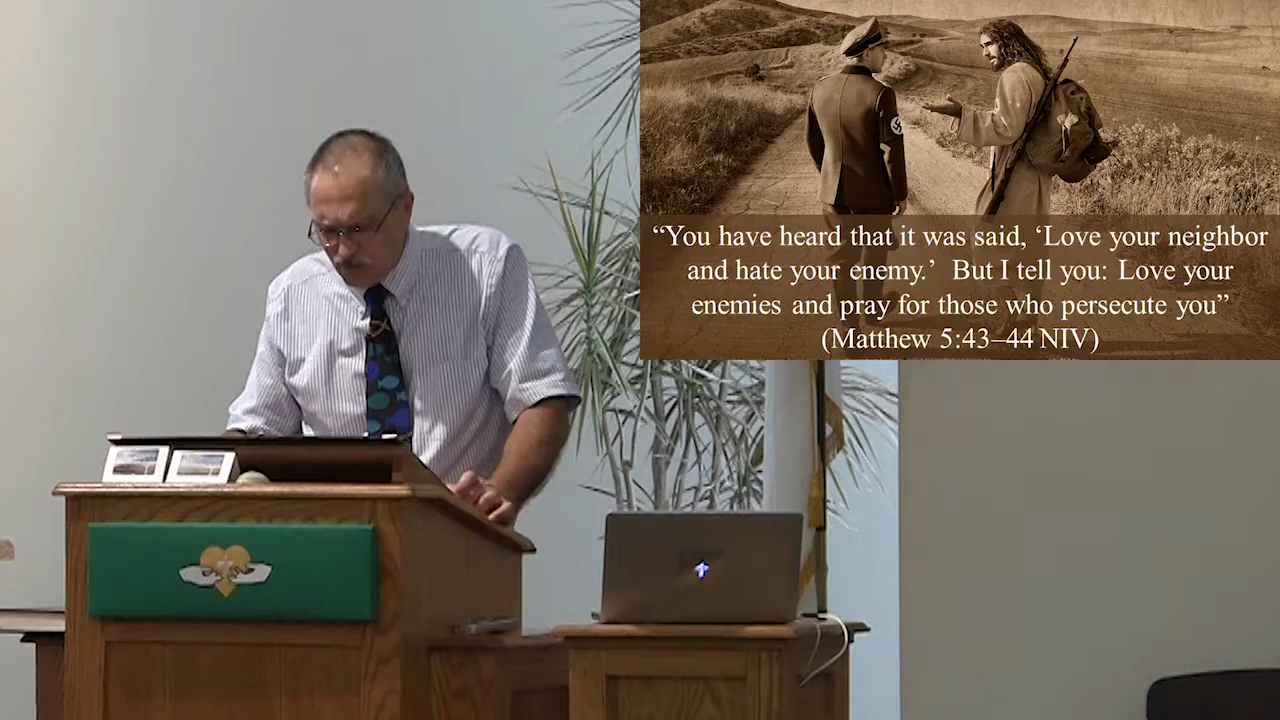 “You have heard that it was said, ‘Love your neighbor
and hate your enemy.’ But I tell you: Love your
enemies and pray for those who persecute you”
(Matthew 5:43–44 NIV)